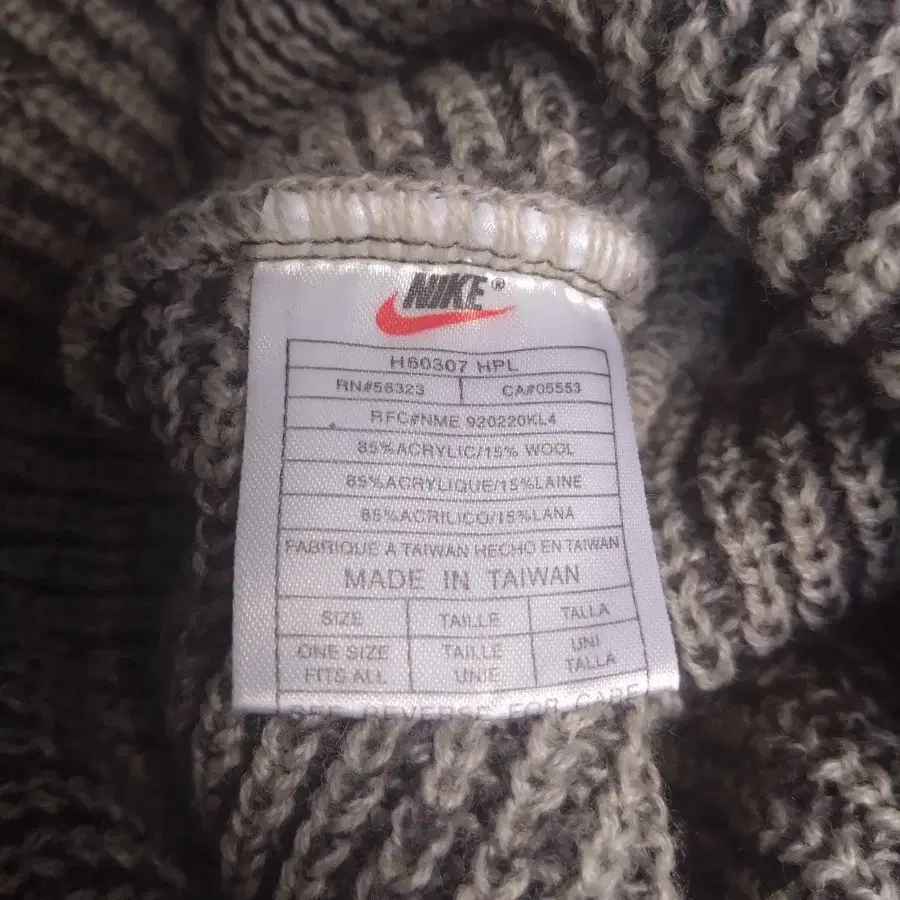 NIKE®
H60307 HPL
RN#56323 CA#05553
RFC#NME 920220KL4
85%ACRYLIC/15% WOOL
85%ACRYLIQUE/15%LAINE
85%ACRILICO/15%LANA
FABRIQUE A TAIWAN HECHO EN TAIWAN
MADE IN TAIWAN
SIZE TAILLE TALLA
ONE SIZE FITS ALL TAILLE UNIE UNI TALLA
SEE REVERSE FOR CARE